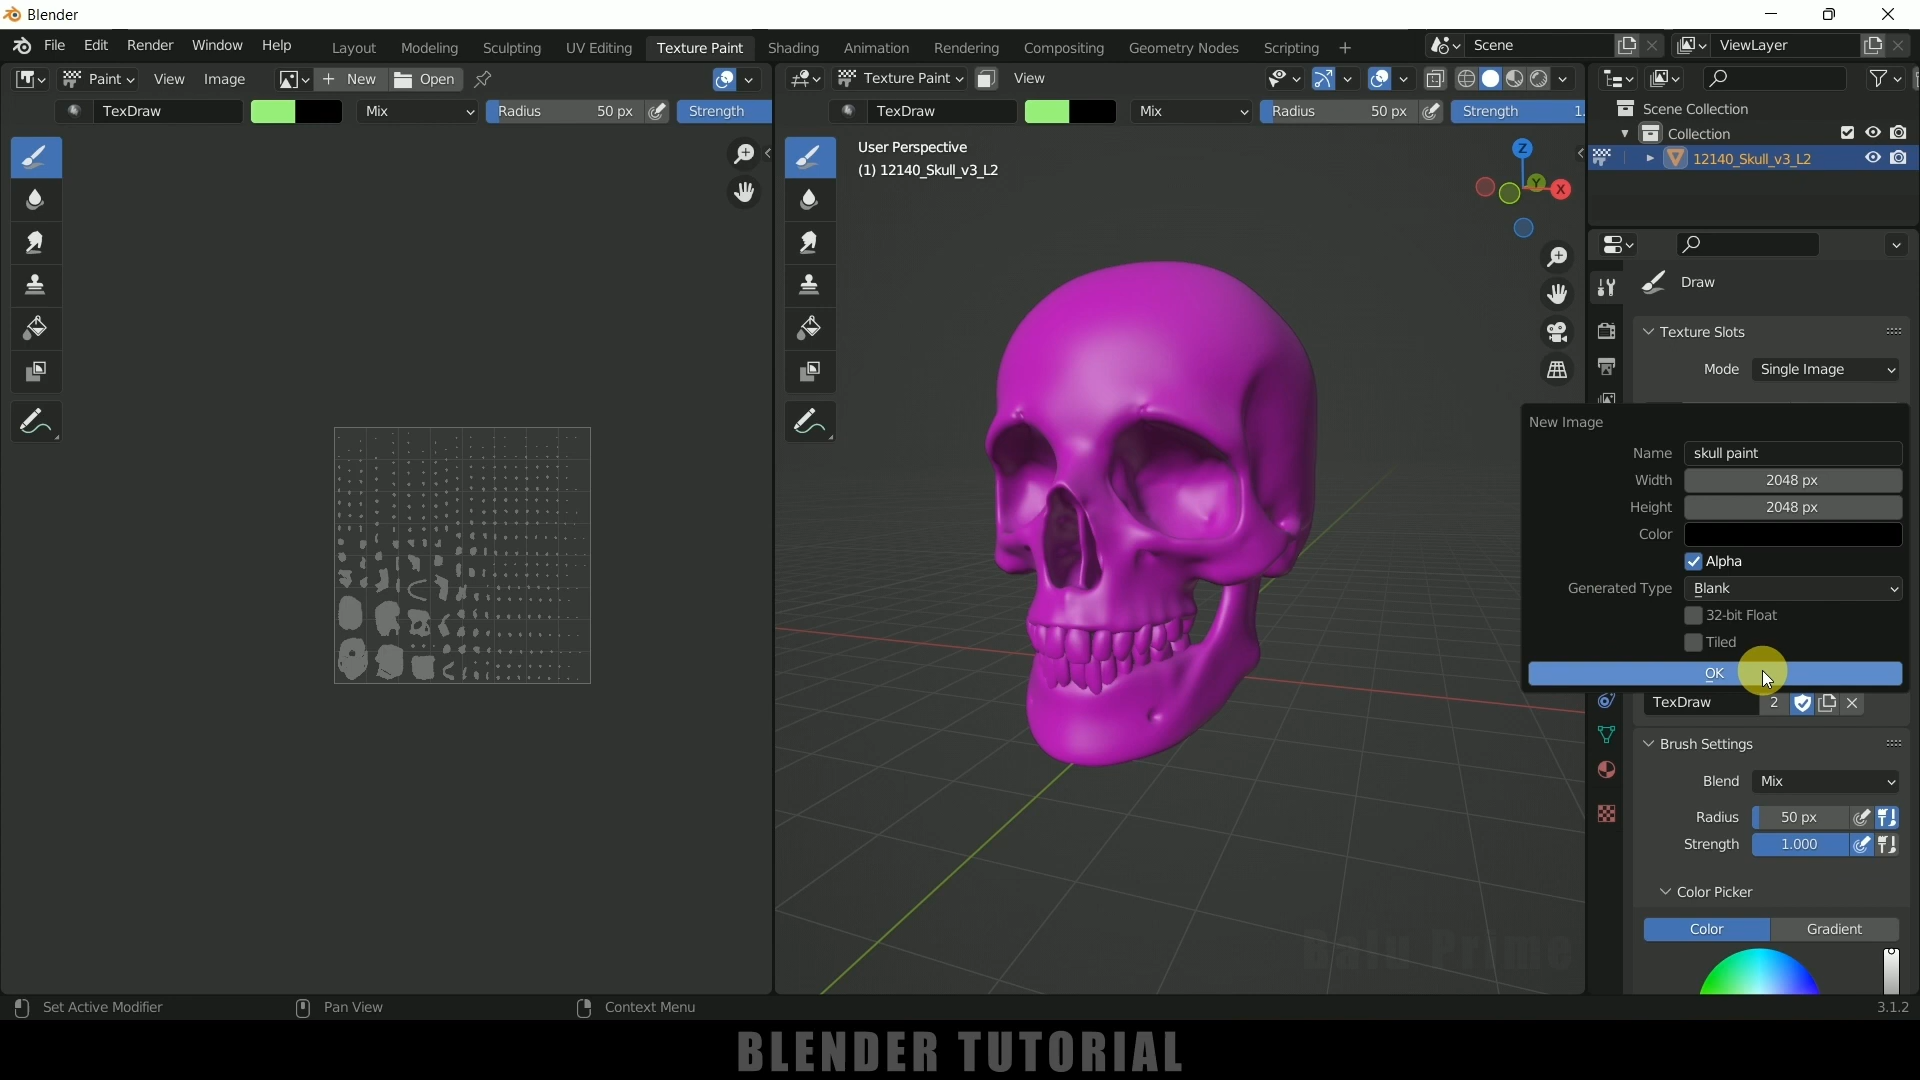 Blender
File Edit Render Window Help Layout Modeling Sculpting UV Editing Texture Paint Shading Animation Rendering Compositing Geometry Nodes Scripting + Scene ViewLayer
Paint View Image + New Open Texture Paint View
TexDraw Mix Radius 50 px Strength TexDraw Mix Radius 50 px Strength 1.
Scene Collection
Collection
12140_Skull_v3_L2
User Perspective
(1) 12140_Skull_v3_L2
Z
Y
X
Draw
Texture Slots
Mode Single Image
New Image
Name skull paint
Width 2048 px
Height 2048 px
Color
Alpha
Generated Type Blank
32-bit Float
Tiled
OK
TexDraw 2
Brush Settings
Blend Mix
Radius 50 px
Strength 1.000
Color Picker
Color Gradient
Balu Primo
Set Active Modifier Pan View Context Menu 3.1.2
BLENDER TUTORIAL